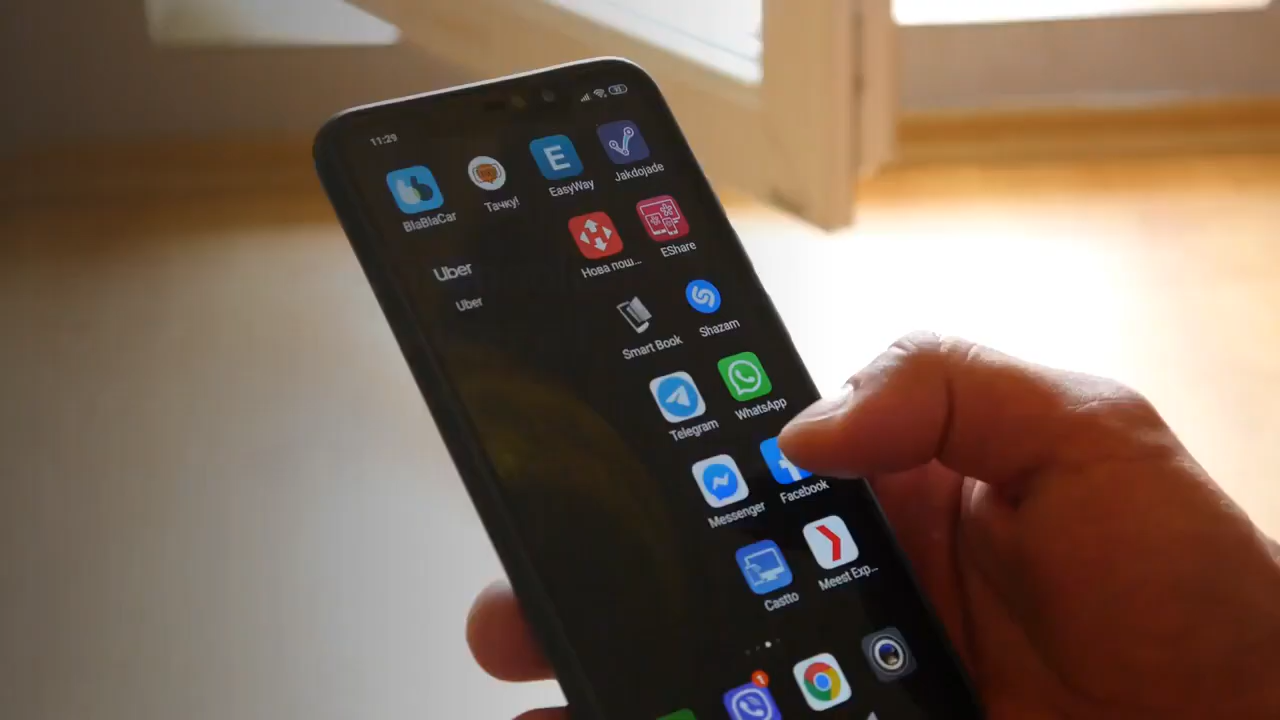 11:29
31
BlaBlaCar
Тачку!
E
EasyWay
Jakdojade
Uber
Uber
Нова пош...
EShare
Smart Book
Shazam
Telegram
WhatsApp
Messenger
Facebook
Castto
Meest Exp...
1